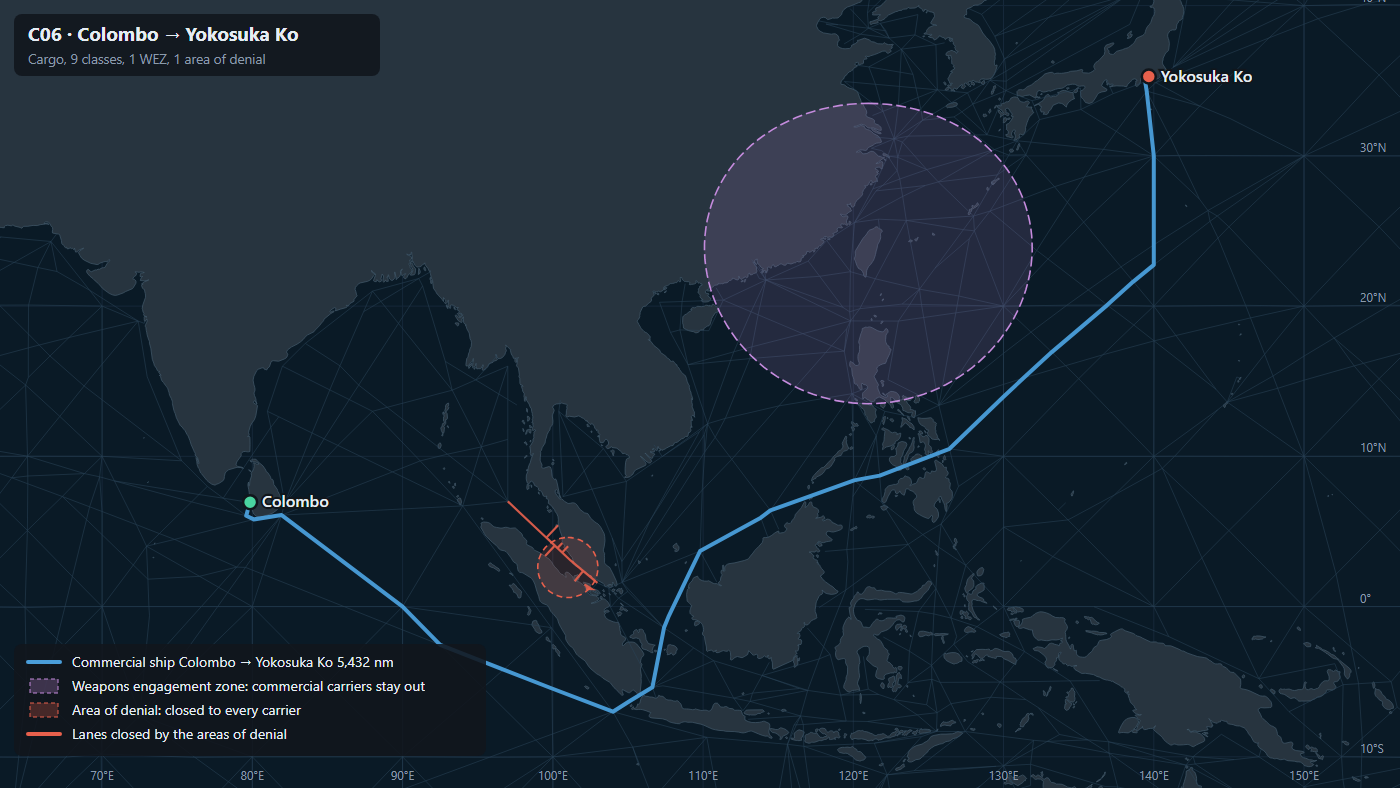 C06 · Colombo → Yokosuka Ko
Cargo, 9 classes, 1 WEZ, 1 area of denial
Yokosuka Ko
30°N
20°N
10°N
Colombo
0°
Commercial ship Colombo → Yokosuka Ko 5,432 nm
Weapons engagement zone: commercial carriers stay out
Area of denial: closed to every carrier
Lanes closed by the areas of denial
10°S
70°E 80°E 90°E 100°E 110°E 120°E 130°E 140°E 150°E